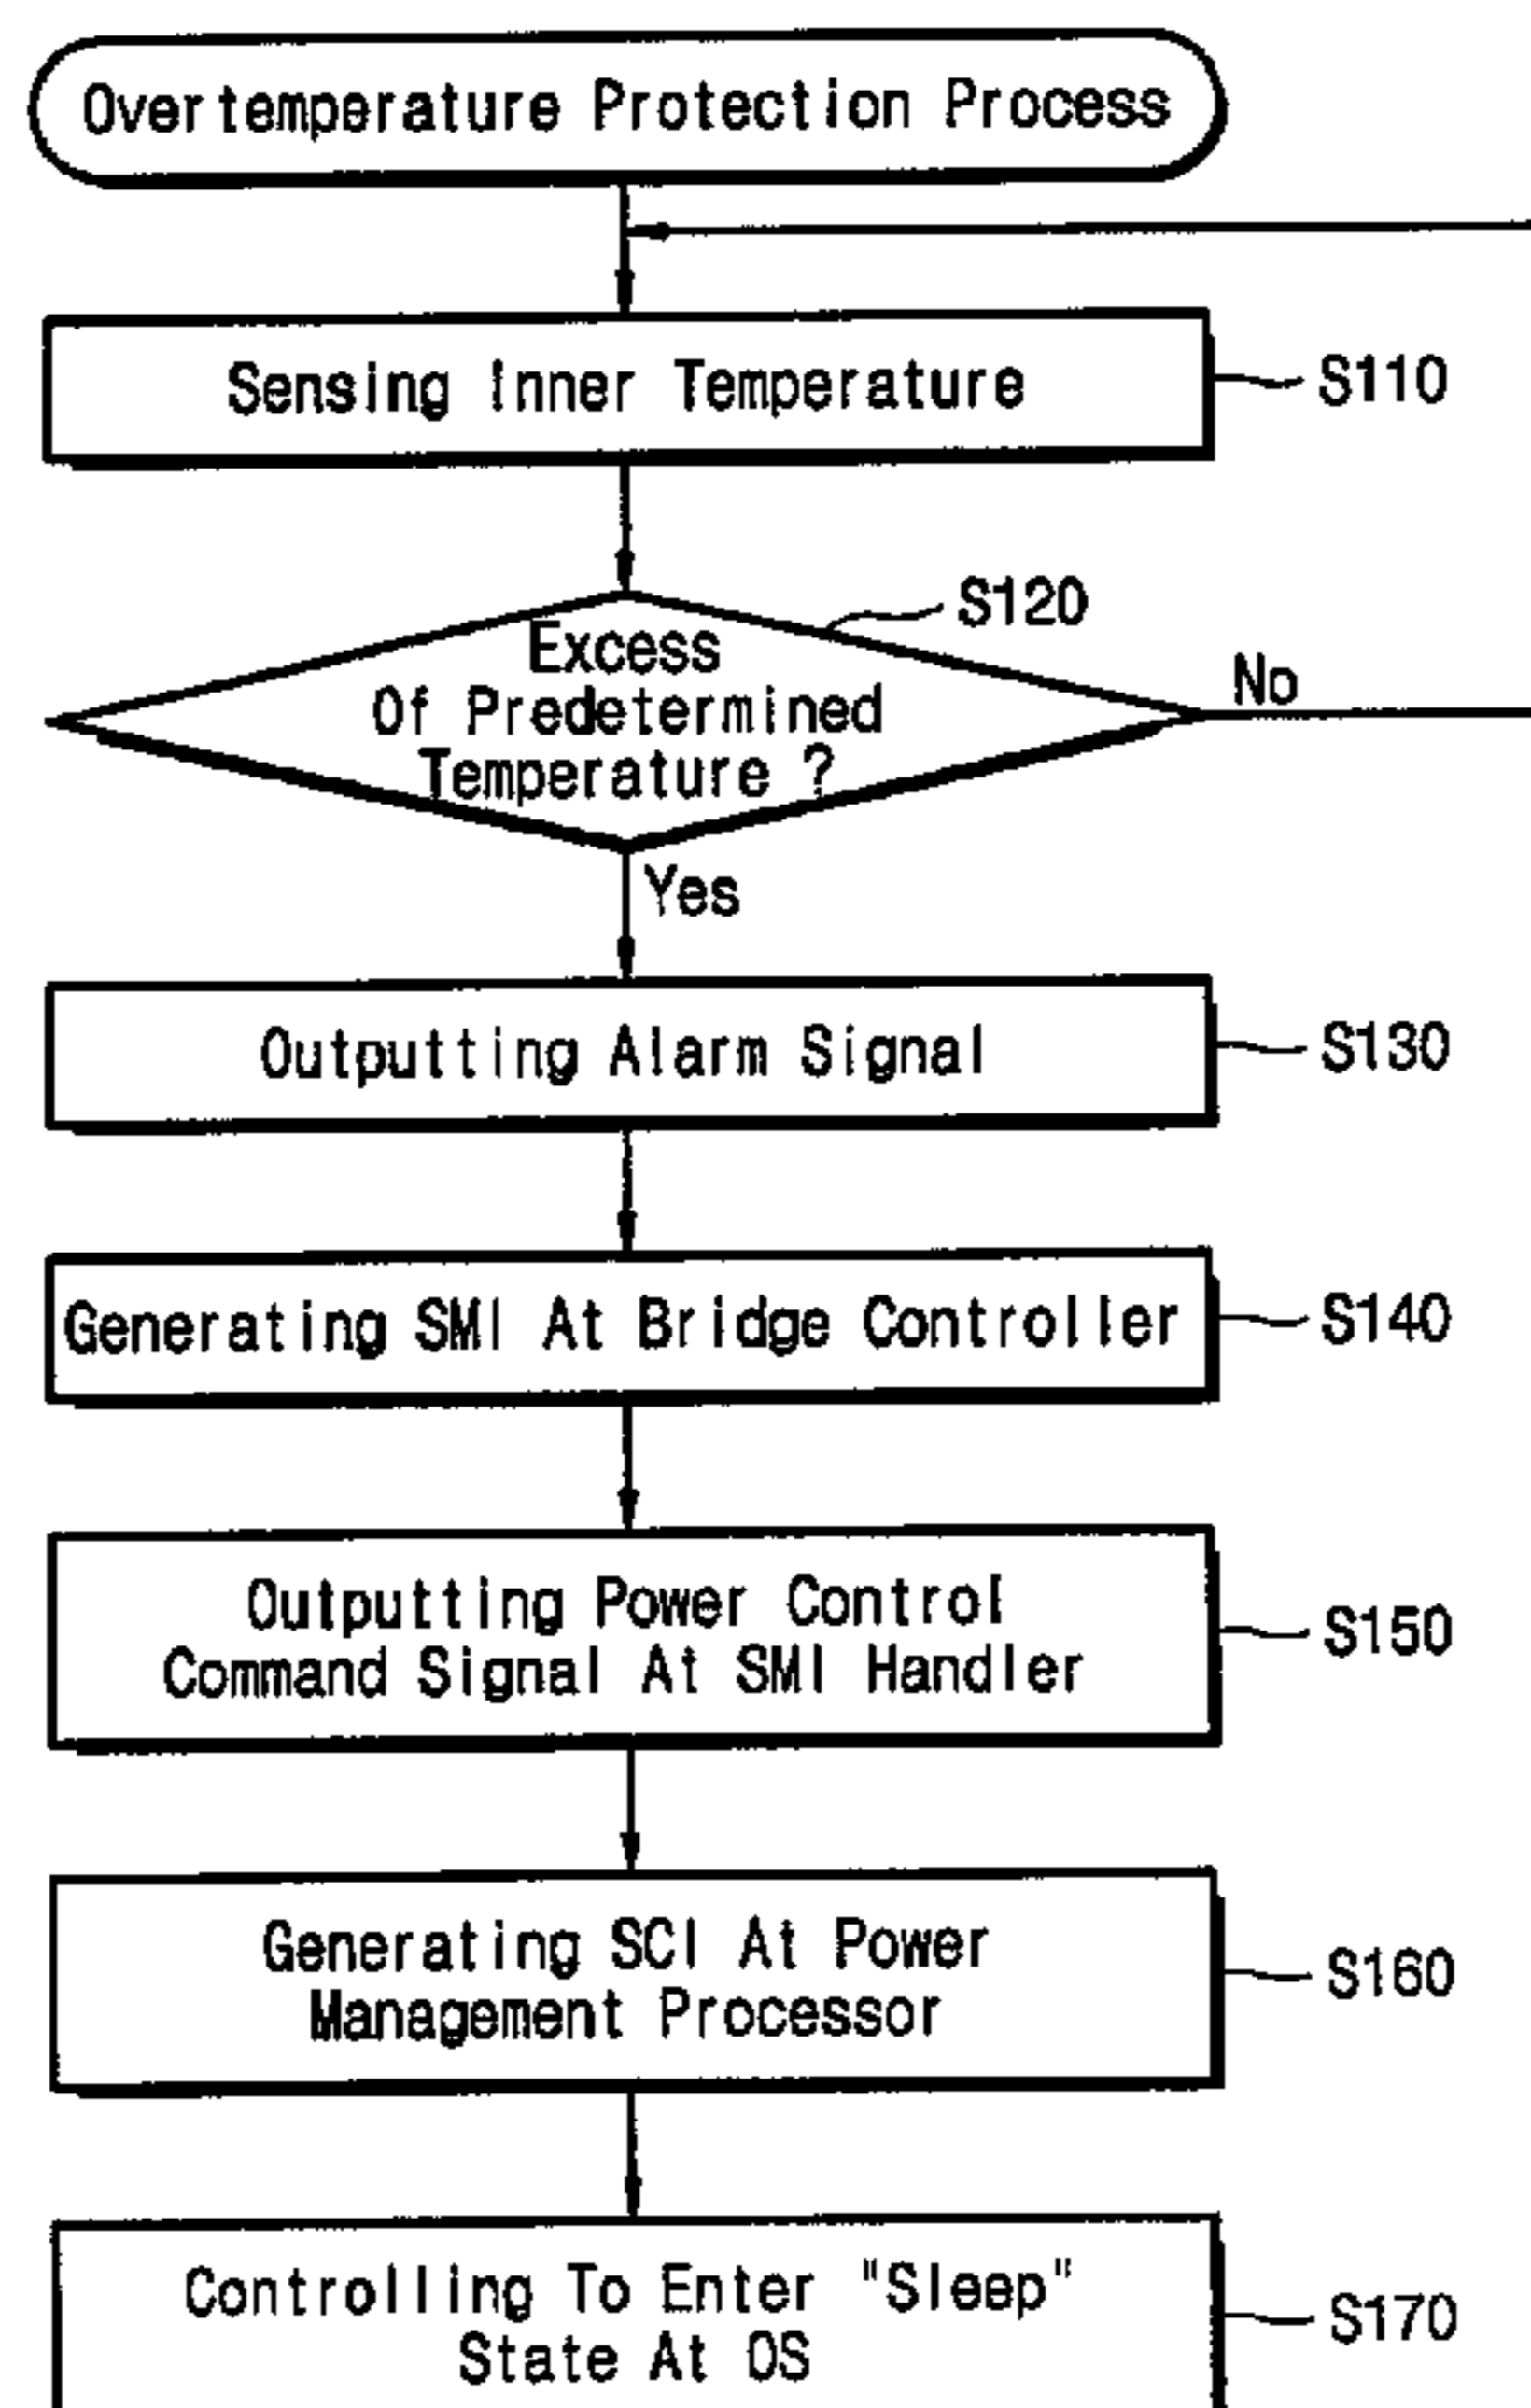 Overtemperature Protection Process
Sensing Inner Temperature
S110
S120
Excess
Of Predetermined
Temperature ?
No
Yes
Outputting Alarm Signal
S130
Generating SMI At Bridge Controller
S140
Outputting Power Control
Command Signal At SMI Handler
S150
Generating SCI At Power
Management Processor
S160
Controlling To Enter "Sleep"
State At OS
S170